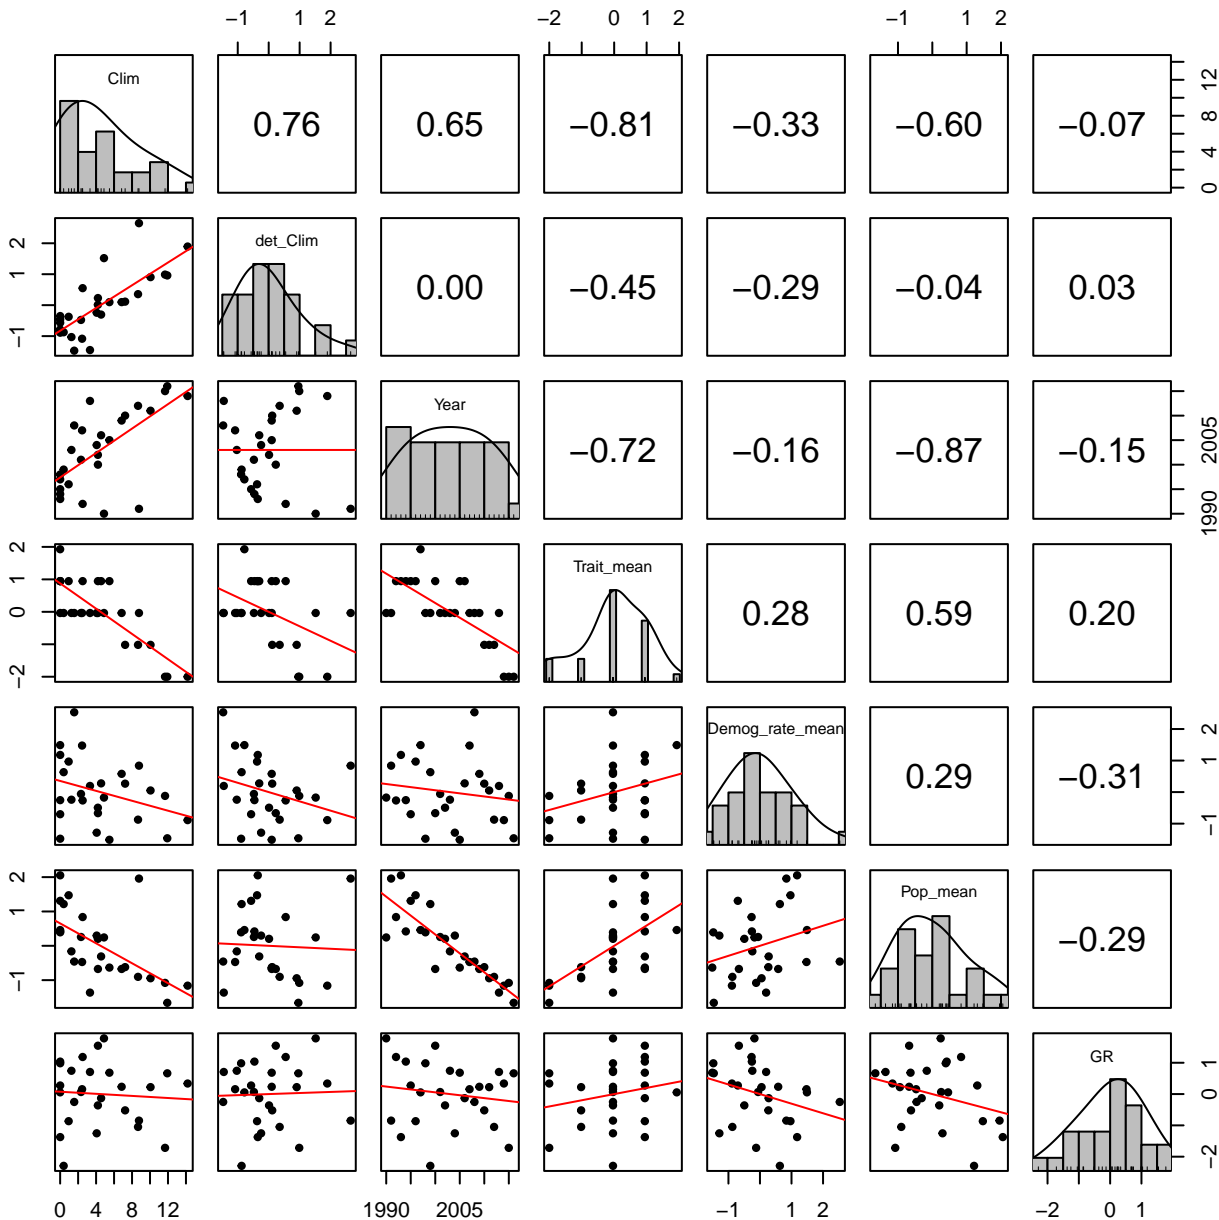 −1 1 2 −2 0 1 2 −1 1 2
Clim 0.76 0.65 −0.81 −0.33 −0.60 −0.07 0 4 8 12
−1 1 2 det_Clim 0.00 −0.45 −0.29 −0.04 0.03
Year −0.72 −0.16 −0.87 −0.15 1990 2005
−2 0 1 2 Trait_mean 0.28 0.59 0.20
Demog_rate_mean 0.29 −0.31 −1 1 2
−1 1 2 Pop_mean −0.29
GR −2 0 1
0 4 8 12 1990 2005 −1 1 2 −2 0 1